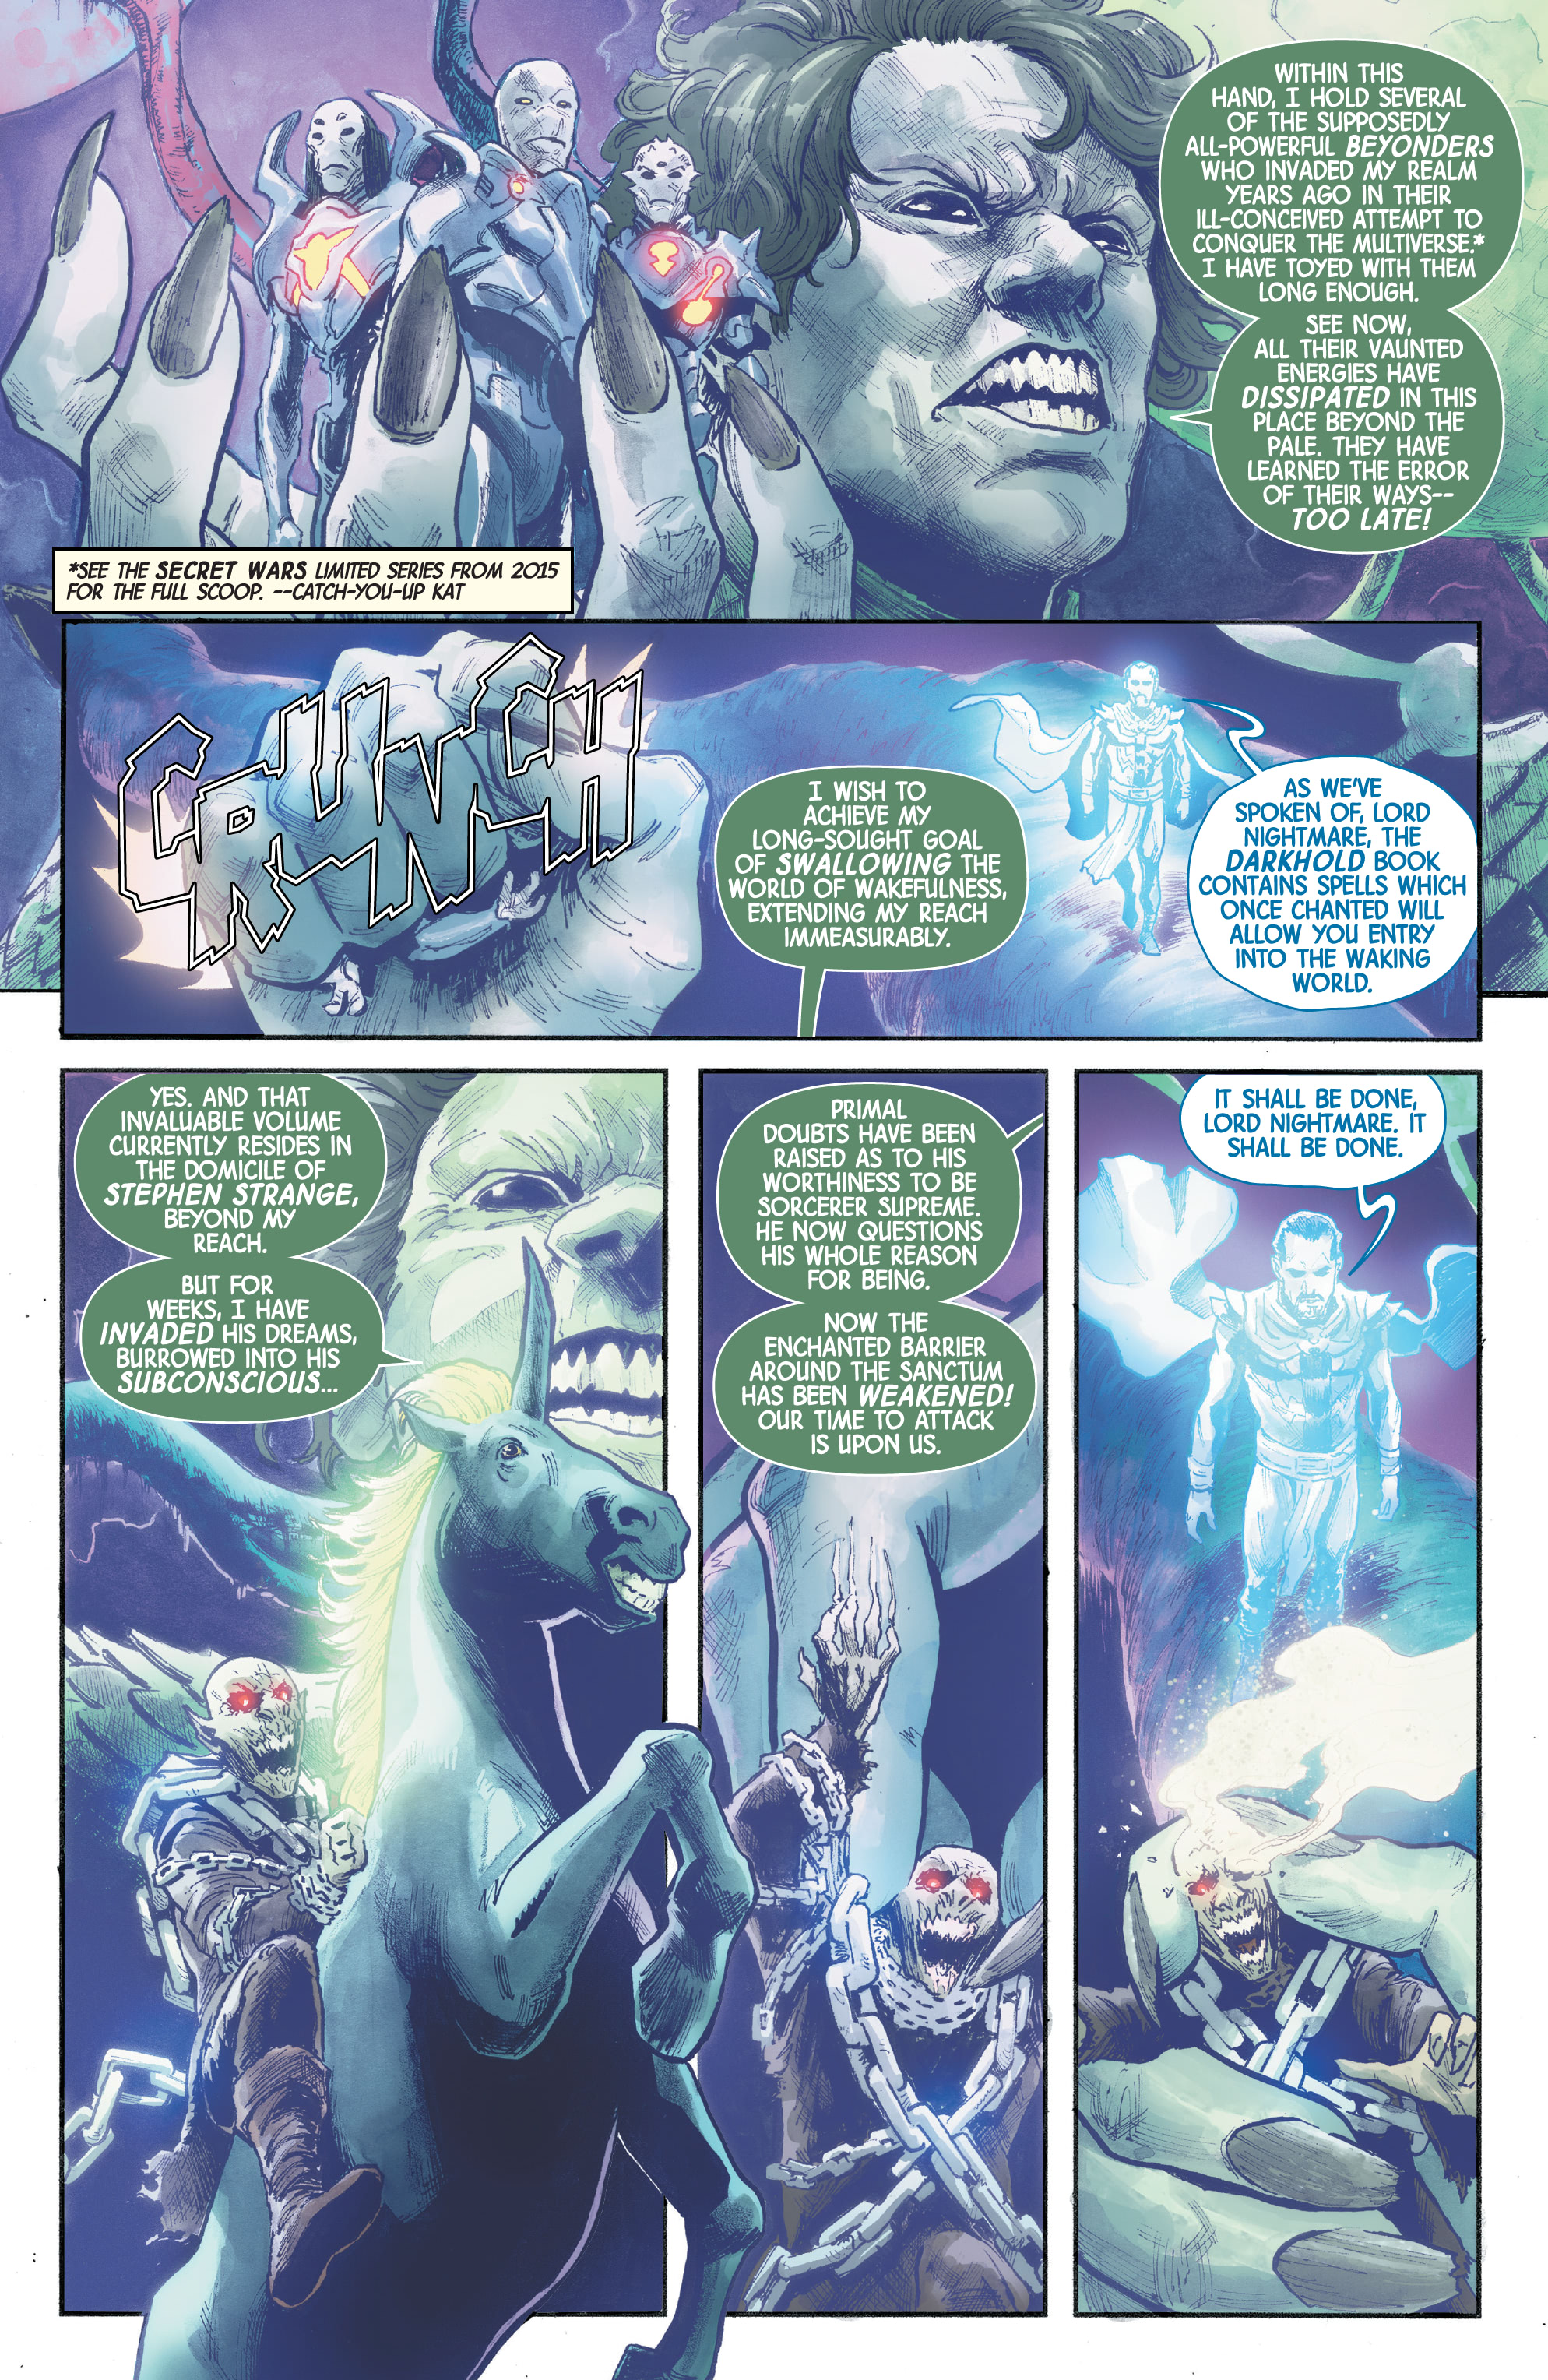 WITHIN THIS
HAND, I HOLD SEVERAL
OF THE SUPPOSEDLY
ALL-POWERFUL BEYONDERS
WHO INVADED MY REALM
YEARS AGO IN THEIR
ILL-CONCEIVED ATTEMPT TO
CONQUER THE MULTIVERSE.*
I HAVE TOYED WITH THEM
LONG ENOUGH.
SEE NOW,
ALL THEIR VAUNTED
ENERGIES HAVE
DISSIPATED IN THIS
PLACE BEYOND THE
PALE. THEY HAVE
LEARNED THE ERROR
OF THEIR WAYS--
TOO LATE!
*SEE THE SECRET WARS LIMITED SERIES FROM 2015
FOR THE FULL SCOOP. --CATCH-YOU-UP KAT
CRUNCH
I WISH TO
ACHIEVE MY
LONG-SOUGHT GOAL
OF SWALLOWING THE
WORLD OF WAKEFULNESS,
EXTENDING MY REACH
IMMEASURABLY.
AS WE'VE
SPOKEN OF, LORD
NIGHTMARE, THE
DARKHOLD BOOK
CONTAINS SPELLS WHICH
ONCE CHANTED WILL
ALLOW YOU ENTRY
INTO THE WAKING
WORLD.
YES. AND THAT
INVALUABLE VOLUME
CURRENTLY RESIDES IN
THE DOMICILE OF
STEPHEN STRANGE,
BEYOND MY
REACH.
BUT FOR
WEEKS, I HAVE
INVADED HIS DREAMS,
BURROWED INTO HIS
SUBCONSCIOUS...
PRIMAL
DOUBTS HAVE BEEN
RAISED AS TO HIS
WORTHINESS TO BE
SORCERER SUPREME.
HE NOW QUESTIONS
HIS WHOLE REASON
FOR BEING.
NOW THE
ENCHANTED BARRIER
AROUND THE SANCTUM
HAS BEEN WEAKENED!
OUR TIME TO ATTACK
IS UPON US.
IT SHALL BE DONE,
LORD NIGHTMARE. IT
SHALL BE DONE.